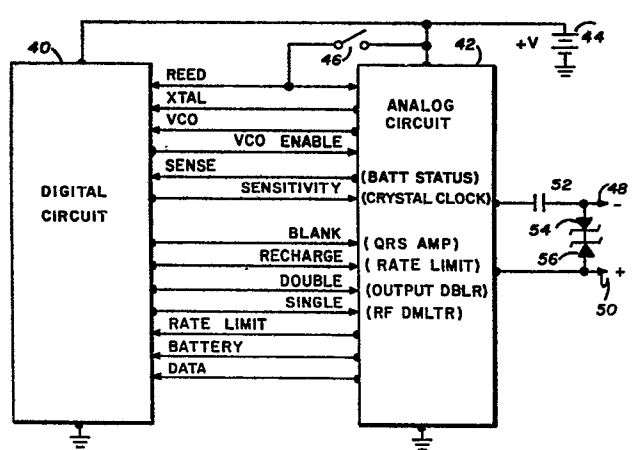 40
46
42
+V
44
REED
XTAL
VCO
VCO ENABLE
SENSE
SENSITIVITY
BLANK
RECHARGE
DOUBLE
SINGLE
RATE LIMIT
BATTERY
DATA
DIGITAL
CIRCUIT
ANALOG
CIRCUIT
(BATT STATUS)
(CRYSTAL CLOCK)
(QRS AMP)
(RATE LIMIT)
(OUTPUT DBLR)
(RF DMLTR)
52
48
-
54
56
+
50